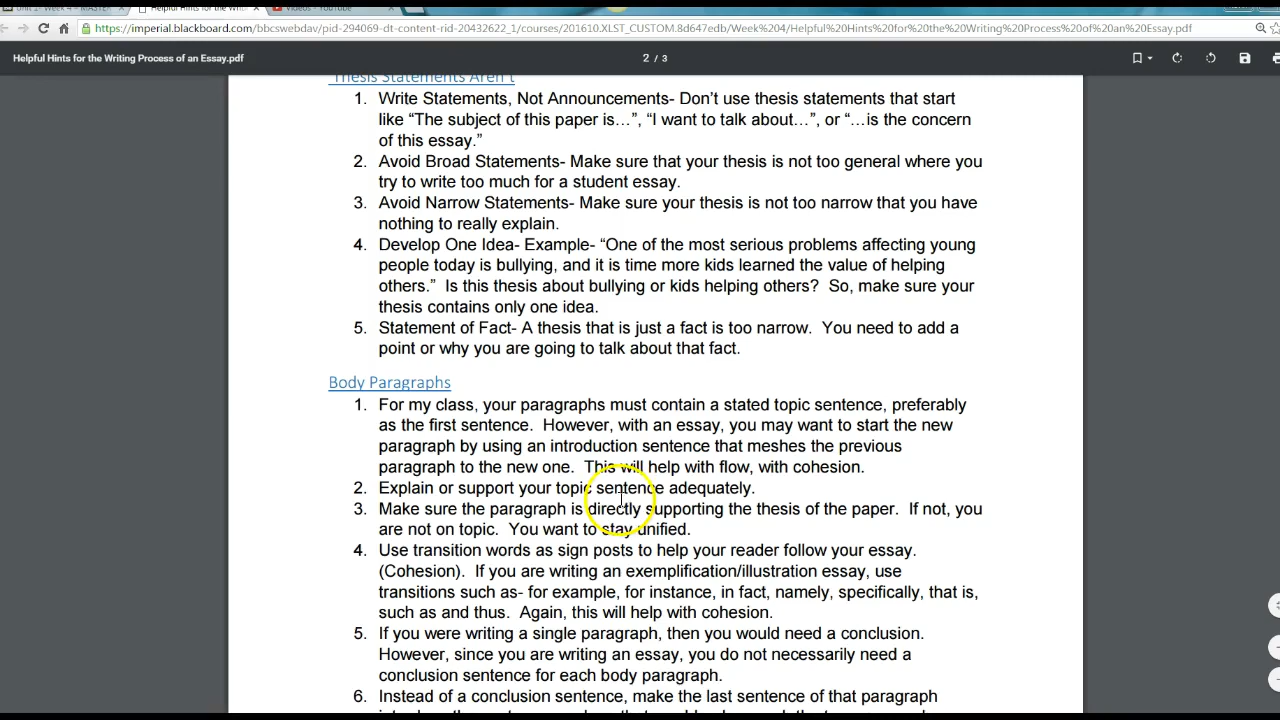 Helpful Hints for the Writ
Videos - YouTube
https://imperial.blackboard.com/bbcswebdav/pid-294069-dt-content-rid-20432622_1/courses/201610.XLST_CUSTOM.8d647edb/Week%204/Helpful%20Hints%20for%20the%20Writing%20Process%20of%20an%20Essay.pdf
Helpful Hints for the Writing Process of an Essay.pdf
2 / 3
Thesis Statements Aren't
1. Write Statements, Not Announcements- Don't use thesis statements that start
like “The subject of this paper is…”, “I want to talk about…”, or “…is the concern
of this essay.”
2. Avoid Broad Statements- Make sure that your thesis is not too general where you
try to write too much for a student essay.
3. Avoid Narrow Statements- Make sure your thesis is not too narrow that you have
nothing to really explain.
4. Develop One Idea- Example- “One of the most serious problems affecting young
people today is bullying, and it is time more kids learned the value of helping
others.” Is this thesis about bullying or kids helping others? So, make sure your
thesis contains only one idea.
5. Statement of Fact- A thesis that is just a fact is too narrow. You need to add a
point or why you are going to talk about that fact.
Body Paragraphs
1. For my class, your paragraphs must contain a stated topic sentence, preferably
as the first sentence. However, with an essay, you may want to start the new
paragraph by using an introduction sentence that meshes the previous
paragraph to the new one. This will help with flow, with cohesion.
2. Explain or support your topic sentence adequately.
3. Make sure the paragraph is directly supporting the thesis of the paper. If not, you
are not on topic. You want to stay unified.
4. Use transition words as sign posts to help your reader follow your essay.
(Cohesion). If you are writing an exemplification/illustration essay, use
transitions such as- for example, for instance, in fact, namely, specifically, that is,
such as and thus. Again, this will help with cohesion.
5. If you were writing a single paragraph, then you would need a conclusion.
However, since you are writing an essay, you do not necessarily need a
conclusion sentence for each body paragraph.
6. Instead of a conclusion sentence, make the last sentence of that paragraph